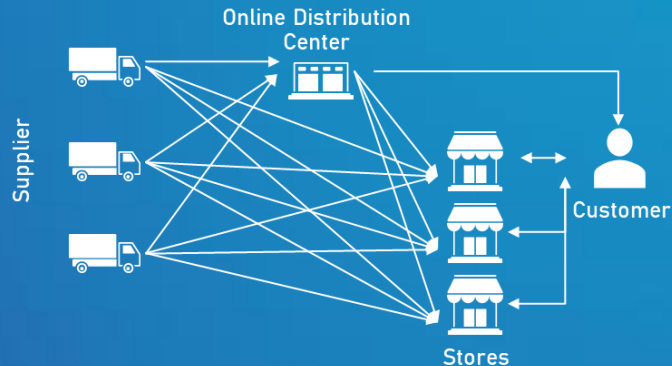 Online Distribution
Center
Supplier
Customer
Stores